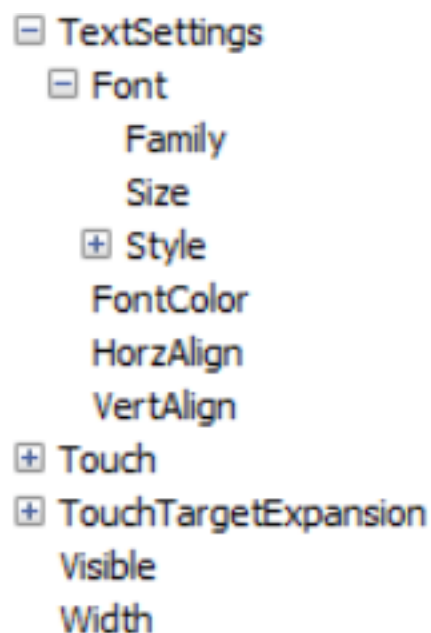 TextSettings
Font
Family
Size
Style
FontColor
HorzAlign
VertAlign
Touch
TouchTargetExpansion
Visible
Width